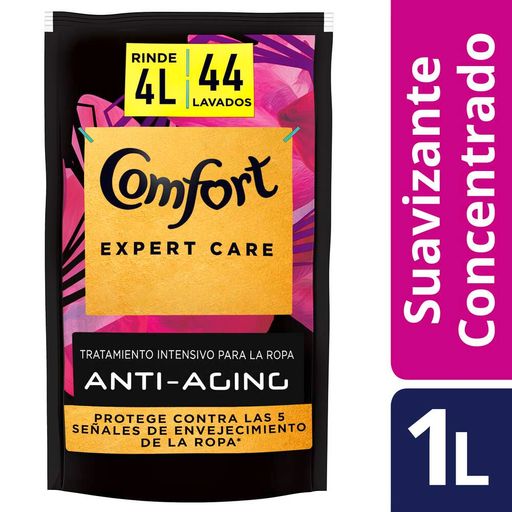 RINDE
4L
44
LAVADOS
Comfort
EXPERT CARE
TRATAMIENTO INTENSIVO PARA LA ROPA
ANTI-AGING
PROTEGE CONTRA LAS 5
SEÑALES DE ENVEJECIMIENTO
DE LA ROPA*
Suavizante
Concentrado
1L